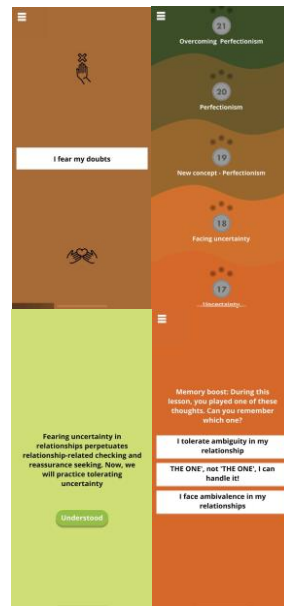 I fear my doubts
21
Overcoming Perfectionism
20
Perfectionism
19
New concept - Perfectionism
18
Facing uncertainty
17
...Uncertainty...
Fearing uncertainty in
relationships perpetuates
relationship-related checking and
reassurance seeking. Now, we
will practice tolerating
uncertainty
Understood
Memory boost: During this
lesson, you played one of these
thoughts. Can you remember
which one?
I tolerate ambiguity in my
relationship
THE ONE', not 'THE ONE', I can
handle it!
I face ambivalence in my
relationships